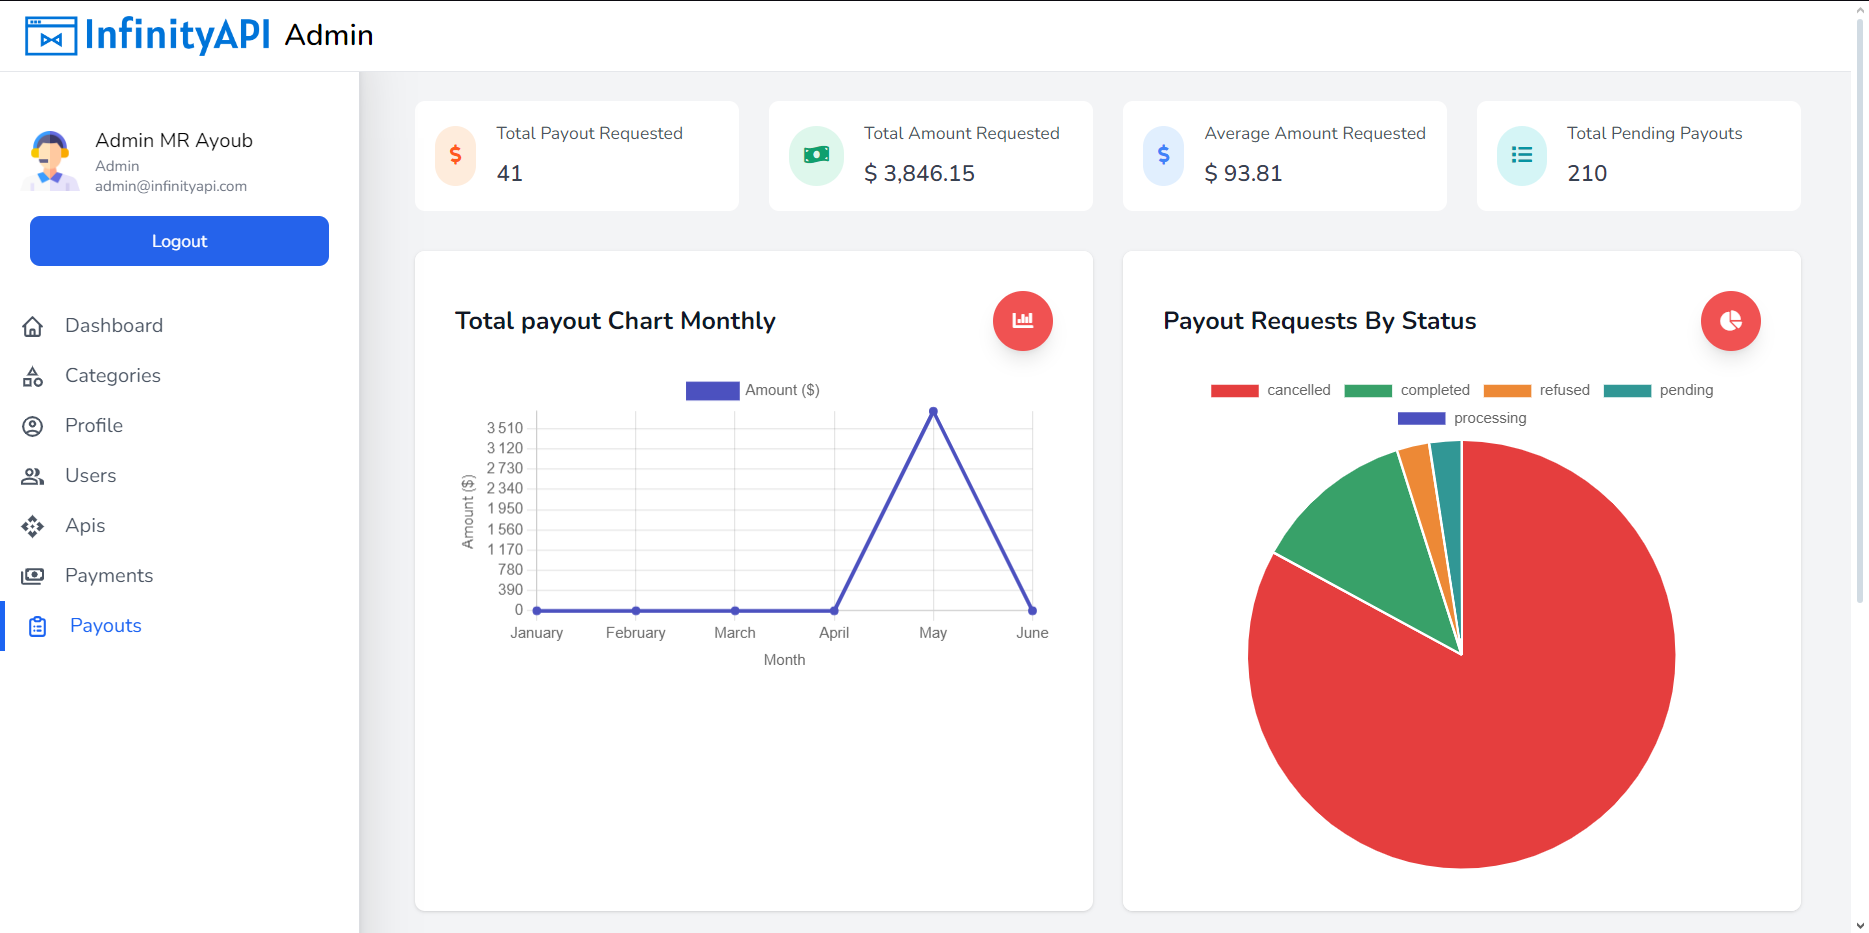 InfinityAPI Admin
Admin MR Ayoub
Admin
admin@infinityapi.com
Logout
Dashboard
Categories
Profile
Users
Apis
Payments
Payouts
Total Payout Requested
41
Total Amount Requested
$ 3,846.15
Average Amount Requested
$ 93.81
Total Pending Payouts
210
Total payout Chart Monthly
Amount ($)
3 510
3 120
2 730
2 340
1 950
1 560
1 170
780
390
0
Amount ($)
January February March April May June
Month
Payout Requests By Status
cancelled completed refused pending
processing